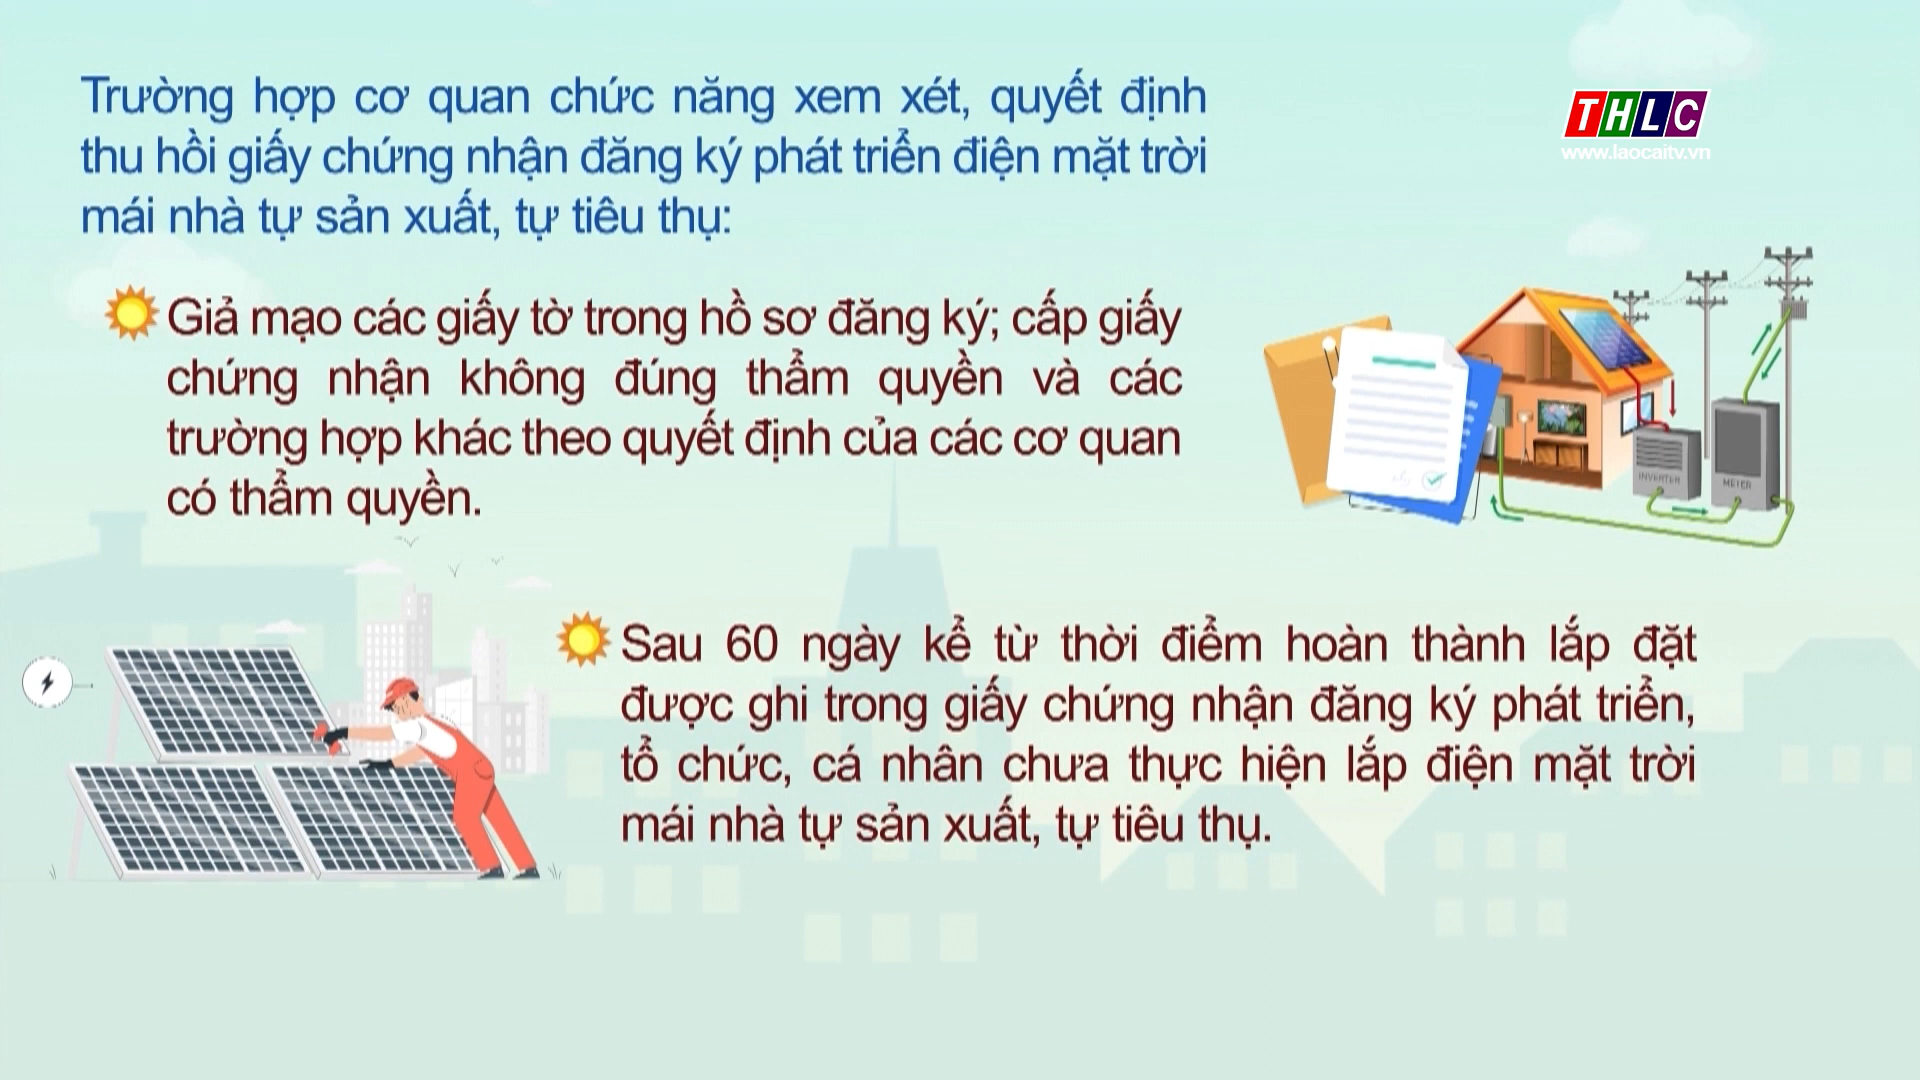 Trường hợp cơ quan chức năng xem xét, quyết định
thu hồi giấy chứng nhận đăng ký phát triển điện mặt trời
mái nhà tự sản xuất, tự tiêu thụ:
THLC
www.laocaitv.vn
Giả mạo các giấy tờ trong hồ sơ đăng ký; cấp giấy
chứng nhận không đúng thẩm quyền và các
trường hợp khác theo quyết định của các cơ quan
có thẩm quyền.
INVERTER
METER
Sau 60 ngày kể từ thời điểm hoàn thành lắp đặt
được ghi trong giấy chứng nhận đăng ký phát triển,
tổ chức, cá nhân chưa thực hiện lắp điện mặt trời
mái nhà tự sản xuất, tự tiêu thụ.